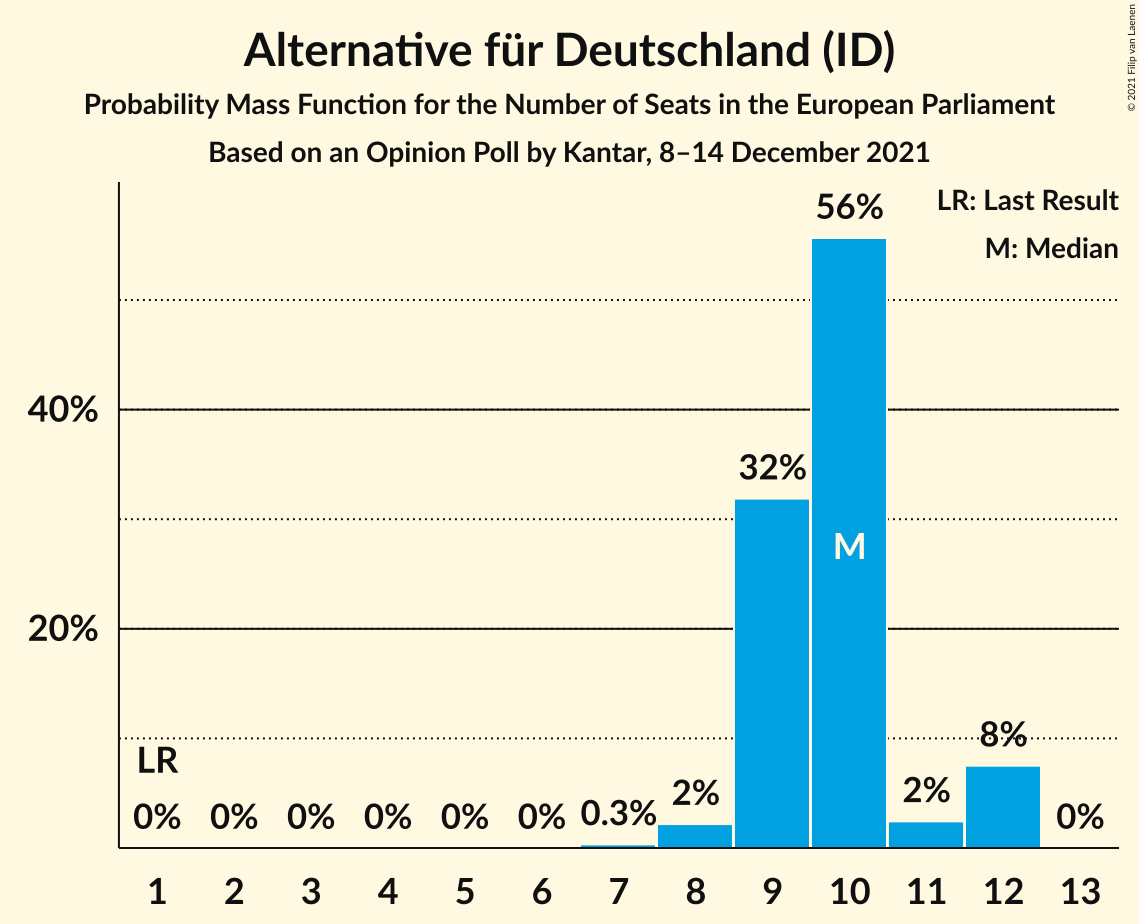 Alternative für Deutschland (ID)
Probability Mass Function for the Number of Seats in the European Parliament
Based on an Opinion Poll by Kantar, 8–14 December 2021
© 2021 Filip van Laenen
LR: Last Result
M: Median
56%
40%
32%
M
20%
LR
8%
0% 0% 0% 0% 0% 0% 0.3% 2% 2% 0%
1 2 3 4 5 6 7 8 9 10 11 12 13